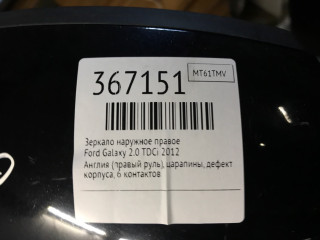 367151
MT61TMV
Зеркало наружное правое
Ford Galaxy 2.0 TDCi 2012
Англия (правый руль), царапины, дефект
корпуса, 6 контактов